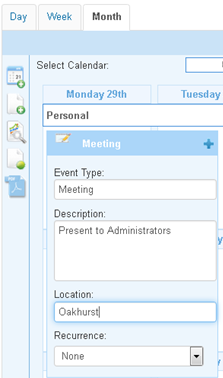 Day Week Month
Select Calendar:
Monday 29th Tuesday
Personal
Meeting
Event Type:
Meeting
Description:
Present to Administrators
Location:
Oakhurst
Recurrence:
None